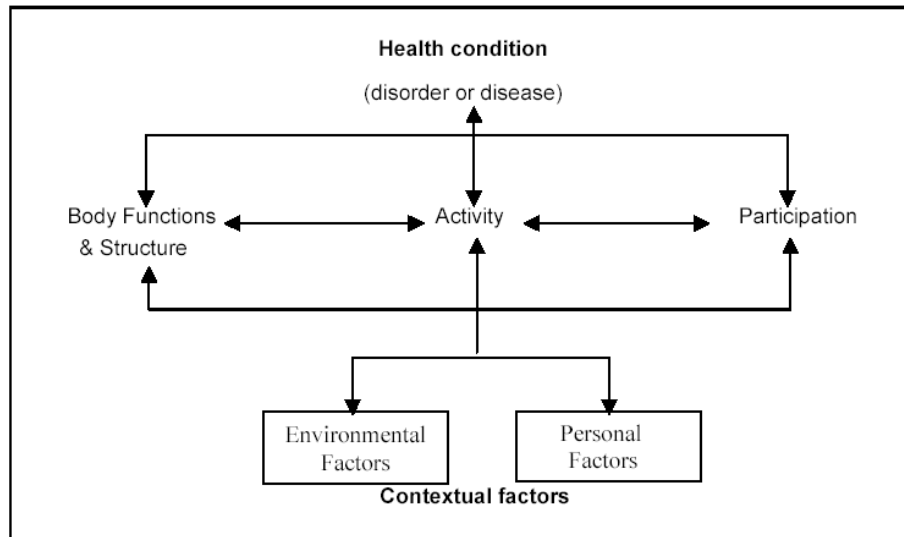 Health condition
(disorder or disease)
Body Functions
& Structure
Activity
Participation
Environmental
Factors
Personal
Factors
Contextual factors